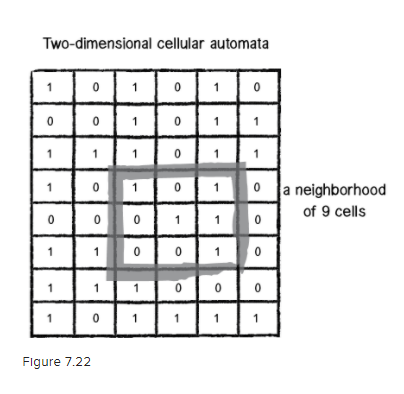 Two-dimensional cellular automata
1 0 1 0 1 0
0 0 1 0 1 1
1 1 1 0 1 1
1 0 1 0 1 0
0 0 0 1 1 0
1 1 0 0 1 0
1 1 1 0 0 0
1 0 1 1 1 1
a neighborhood
of 9 cells
Figure 7.22